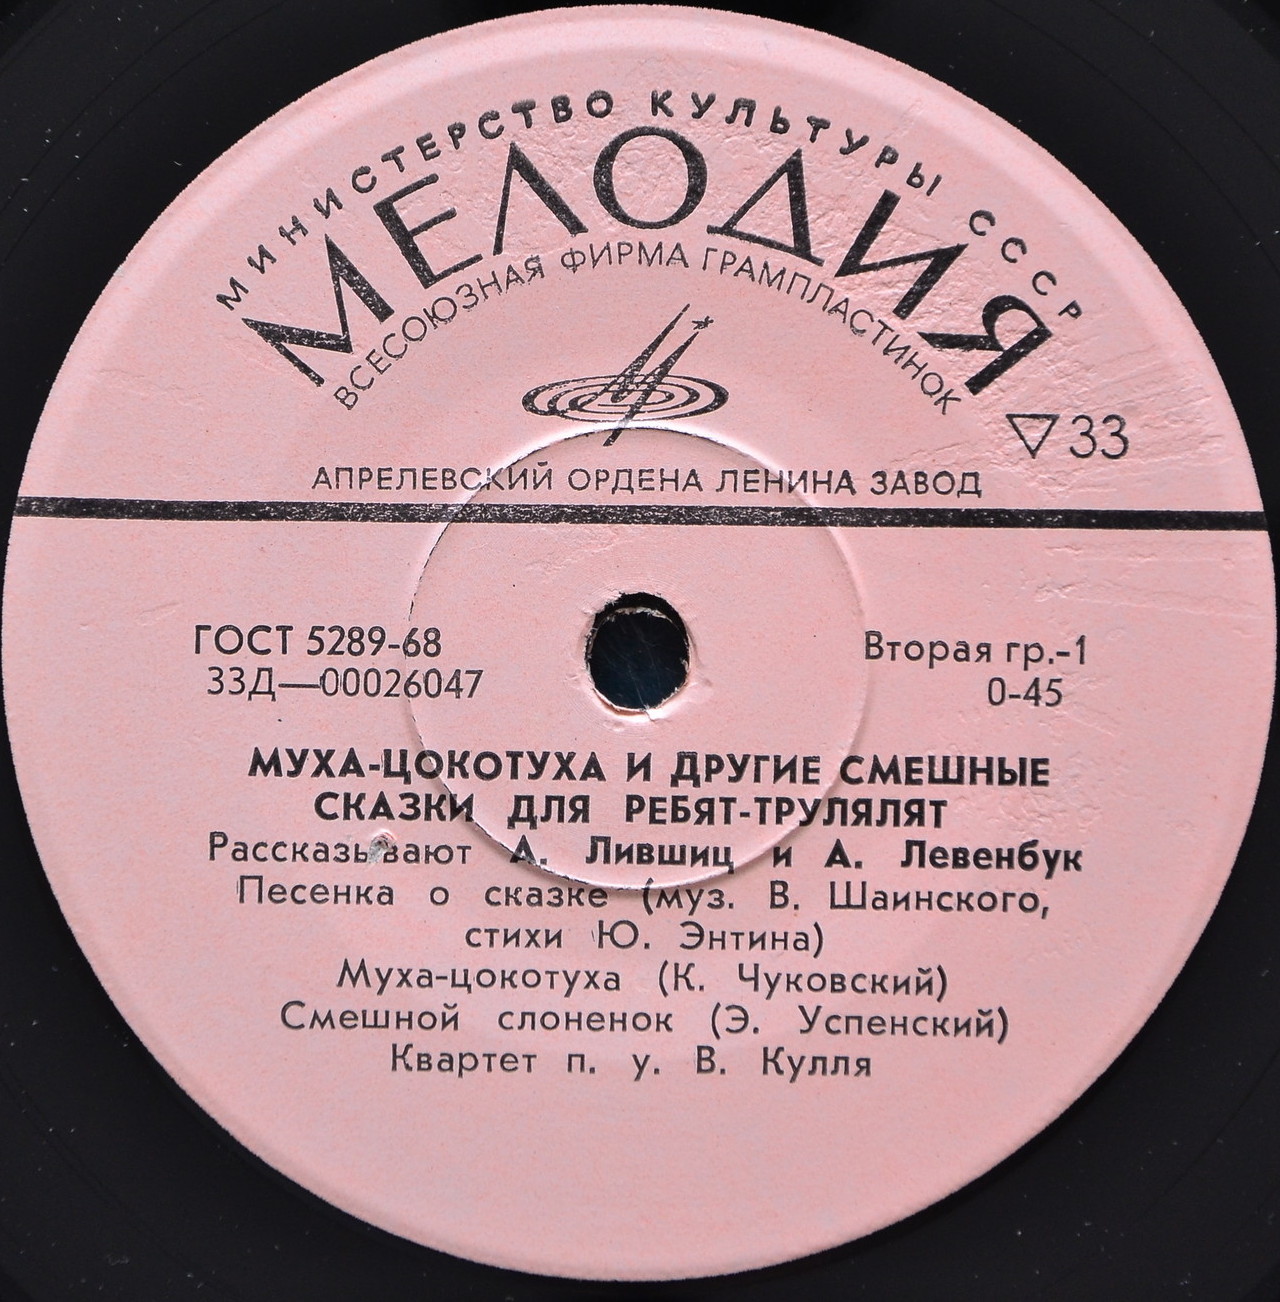 МИНИСТЕРСТВО КУЛЬТУРЫ СССР
МЕЛОДИЯ
ВСЕСОЮЗНАЯ ФИРМА ГРАМПЛАСТИНОК
33
АПРЕЛЕВСКИЙ ОРДЕНА ЛЕНИНА ЗАВОД
ГОСТ 5289-68
33Д—00026047
Вторая гр.-1
0-45
МУХА-ЦОКОТУХА И ДРУГИЕ СМЕШНЫЕ
СКАЗКИ ДЛЯ РЕБЯТ-ТРУЛЯЛЯТ
Рассказывают А. Лившиц и А. Левенбук
Песенка о сказке (муз. В. Шаинского,
стихи Ю. Энтина)
Муха-цокотуха (К. Чуковский)
Смешной слоненок (Э. Успенский)
Квартет п. у. В. Кулля